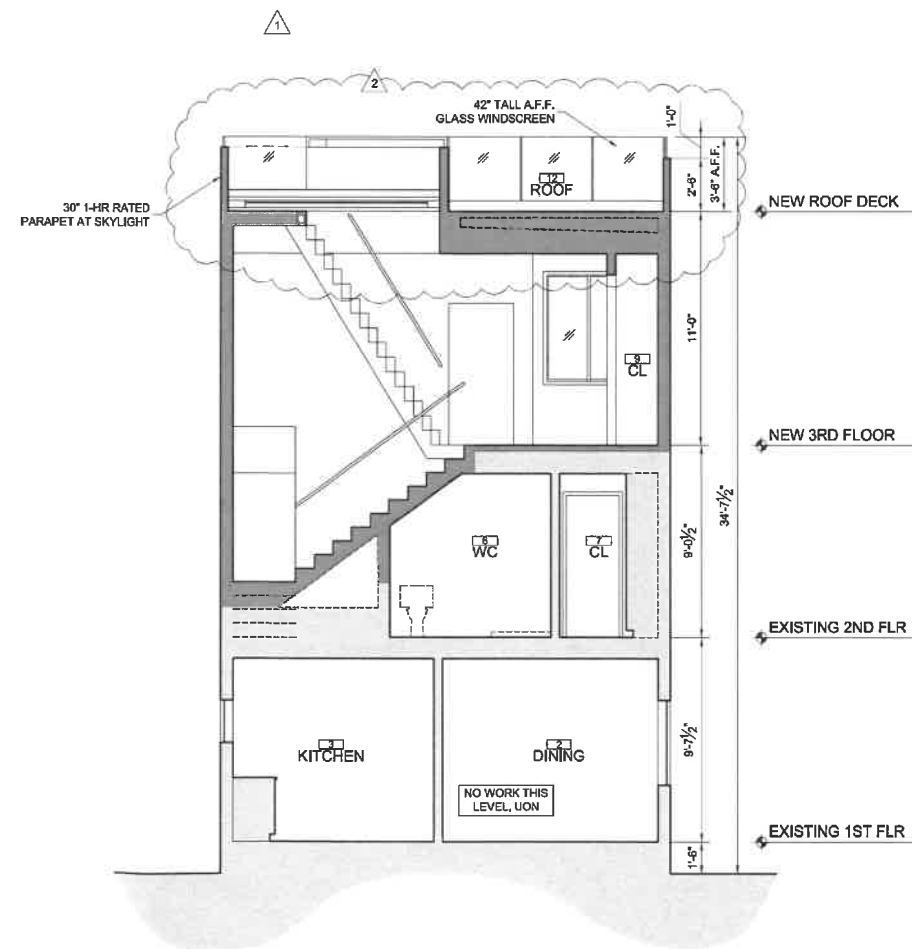 1
2
42" TALL A.F.F.
GLASS WINDSCREEN
1'-0"
3'-6" A.F.F.
2'-6"
12
ROOF
30" 1-HR RATED
PARAPET AT SKYLIGHT
NEW ROOF DECK
11'-0"
9
CL
NEW 3RD FLOOR
34'-7½"
9'-0½"
6
WC
7
CL
EXISTING 2ND FLR
9'-7½"
3
KITCHEN
2
DINING
NO WORK THIS
LEVEL, UON
EXISTING 1ST FLR
1'-6"